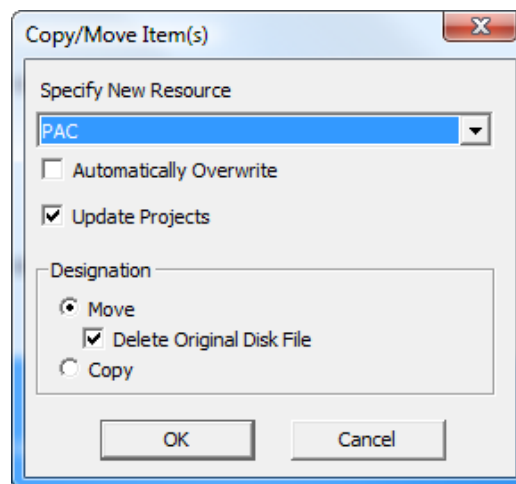 Copy/Move Item(s)
Specify New Resource
PAC
Automatically Overwrite
Update Projects
Designation
Move
Delete Original Disk File
Copy
OK Cancel